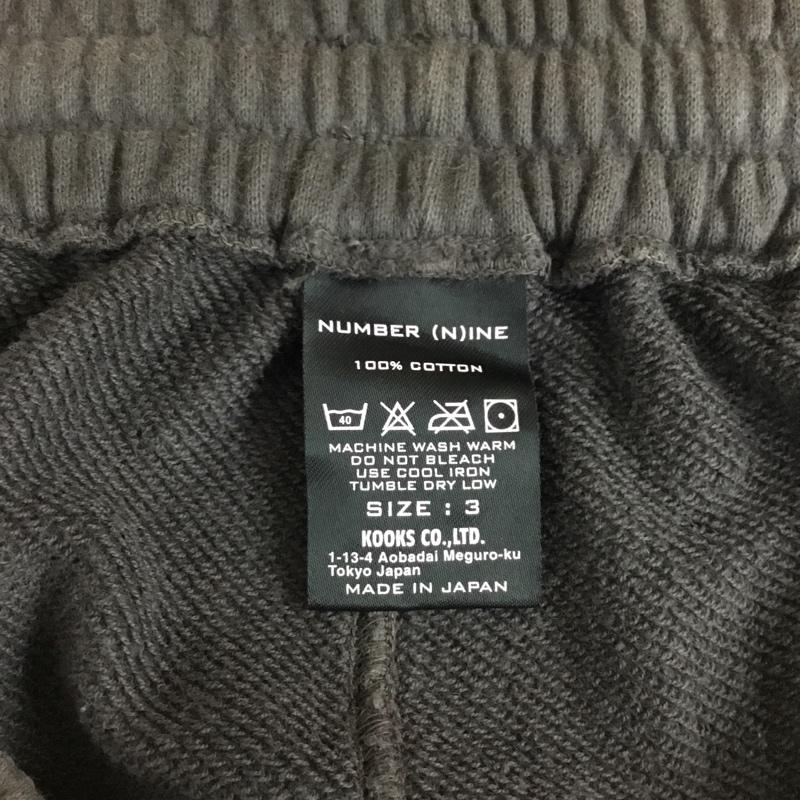 NUMBER (N)INE
100% COTTON
40
MACHINE WASH WARM
DO NOT BLEACH
USE COOL IRON
TUMBLE DRY LOW
SIZE : 3
KOOKS CO.,LTD.
1-13-4 Aobadai Meguro-ku
Tokyo Japan
MADE IN JAPAN